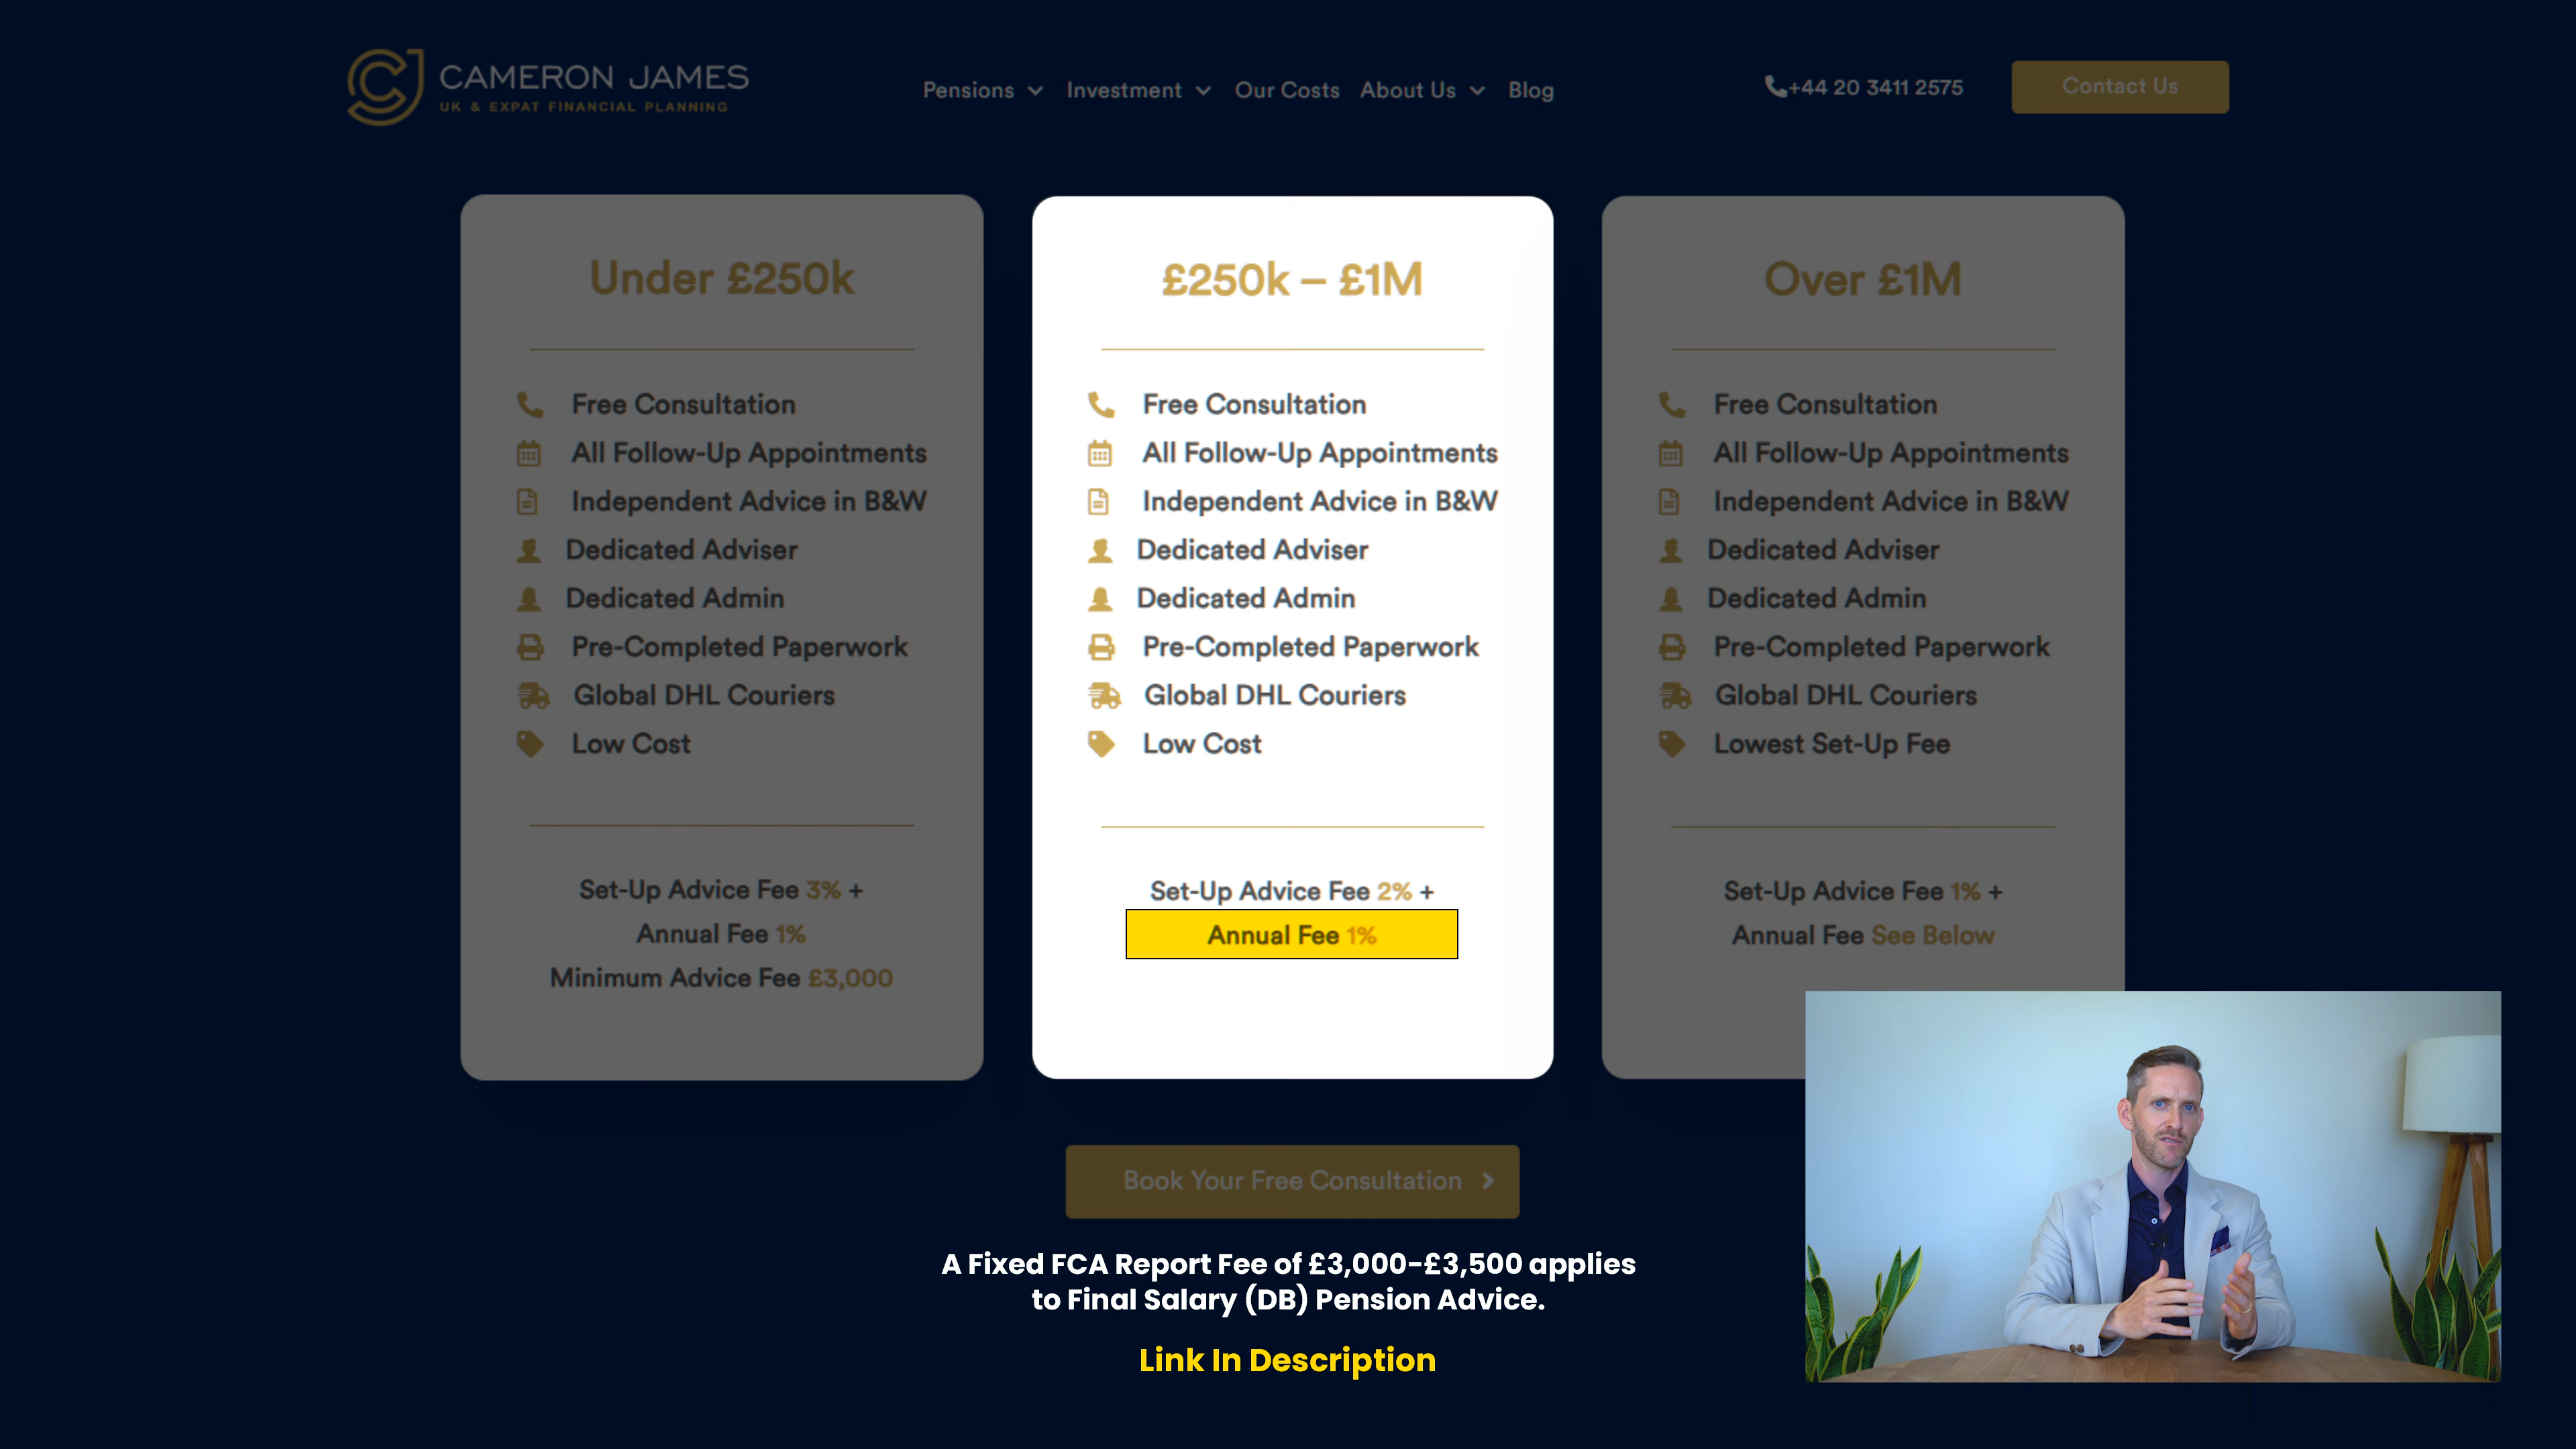 CAMERON JAMES
UK & EXPAT FINANCIAL PLANNING
Pensions
Investment
Our Costs
About Us
Blog
+44 20 3411 2575
Contact Us
Under £250k
Free Consultation
All Follow-Up Appointments
Independent Advice in B&W
Dedicated Adviser
Dedicated Admin
Pre-Completed Paperwork
Global DHL Couriers
Low Cost
Set-Up Advice Fee 3% +
Annual Fee 1%
Minimum Advice Fee £3,000
£250k – £1M
Free Consultation
All Follow-Up Appointments
Independent Advice in B&W
Dedicated Adviser
Dedicated Admin
Pre-Completed Paperwork
Global DHL Couriers
Low Cost
Set-Up Advice Fee 2% +
Annual Fee 1%
Over £1M
Free Consultation
All Follow-Up Appointments
Independent Advice in B&W
Dedicated Adviser
Dedicated Admin
Pre-Completed Paperwork
Global DHL Couriers
Lowest Set-Up Fee
Set-Up Advice Fee 1% +
Annual Fee See Below
Book Your Free Consultation
A Fixed FCA Report Fee of £3,000-£3,500 applies
to Final Salary (DB) Pension Advice.
Link In Description